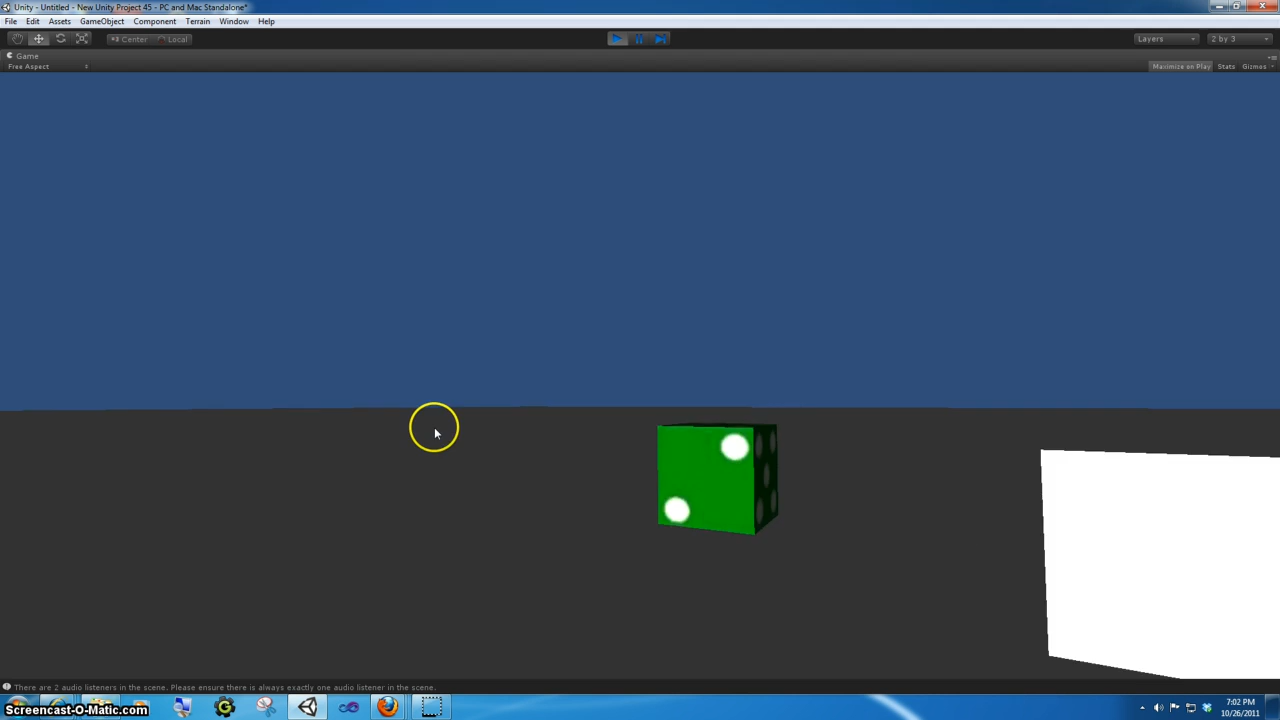 Unity - Untitled - New Unity Project 45 - PC and Mac Standalone*
File Edit Assets GameObject Component Terrain Window Help
Center Local Layers 2 by 3
Game
Free Aspect Maximize on Play Stats Gizmos
There are 2 audio listeners in the scene. Please ensure there is always exactly one audio listener in the scene.
Screencast-O-Matic.com
7:02 PM
10/26/2011